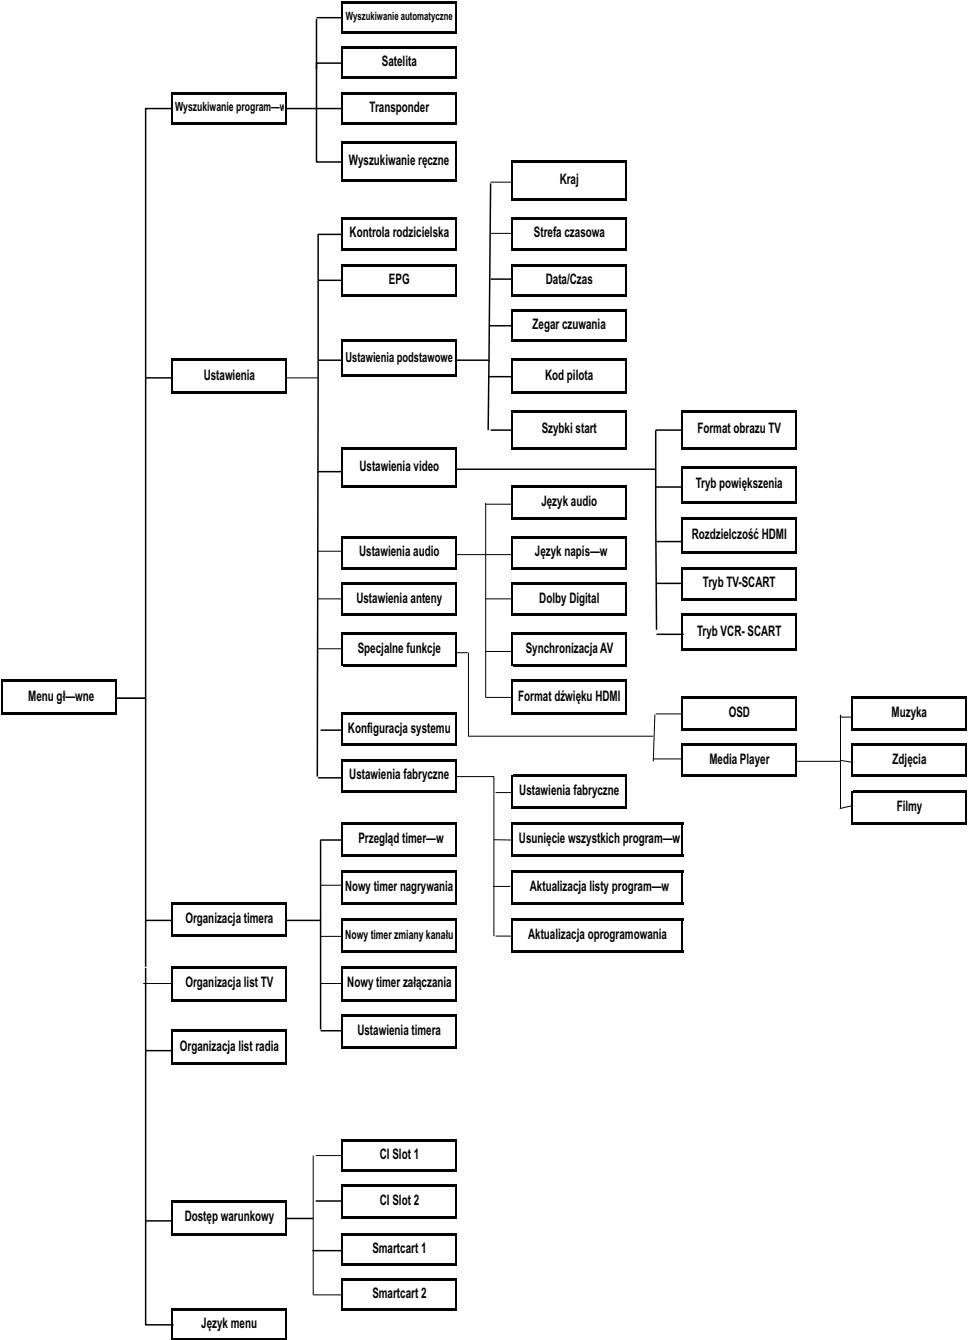 Menu gł—wne
Wyszukiwanie program—w
Wyszukiwanie automatyczne
Satelita
Transponder
Wyszukiwanie ręczne
Ustawienia
Kontrola rodzicielska
EPG
Ustawienia podstawowe
Kraj
Strefa czasowa
Data/Czas
Zegar czuwania
Kod pilota
Szybki start
Ustawienia video
Format obrazu TV
Tryb powiększenia
Rozdzielczość HDMI
Tryb TV-SCART
Tryb VCR- SCART
Ustawienia audio
Język audio
Język napis—w
Dolby Digital
Synchronizacja AV
Format dźwięku HDMI
Ustawienia anteny
Specjalne funkcje
OSD
Media Player
Muzyka
Zdjęcia
Filmy
Konfiguracja systemu
Ustawienia fabryczne
Ustawienia fabryczne
Usunięcie wszystkich program—w
Aktualizacja listy program—w
Aktualizacja oprogramowania
Organizacja timera
Przegląd timer—w
Nowy timer nagrywania
Nowy timer zmiany kanału
Nowy timer załączania
Ustawienia timera
Organizacja list TV
Organizacja list radia
Dostęp warunkowy
CI Slot 1
CI Slot 2
Smartcart 1
Smartcart 2
Język menu